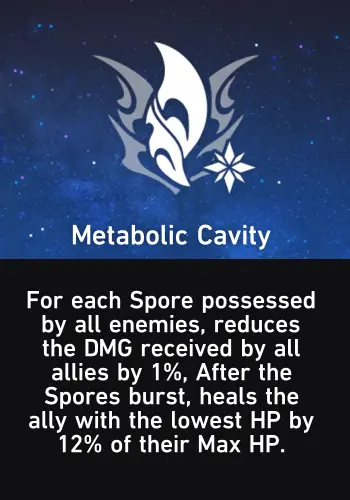 Metabolic Cavity
For each Spore possessed
by all enemies, reduces
the DMG received by all
allies by 1%, After the
Spores burst, heals the
ally with the lowest HP by
12% of their Max HP.